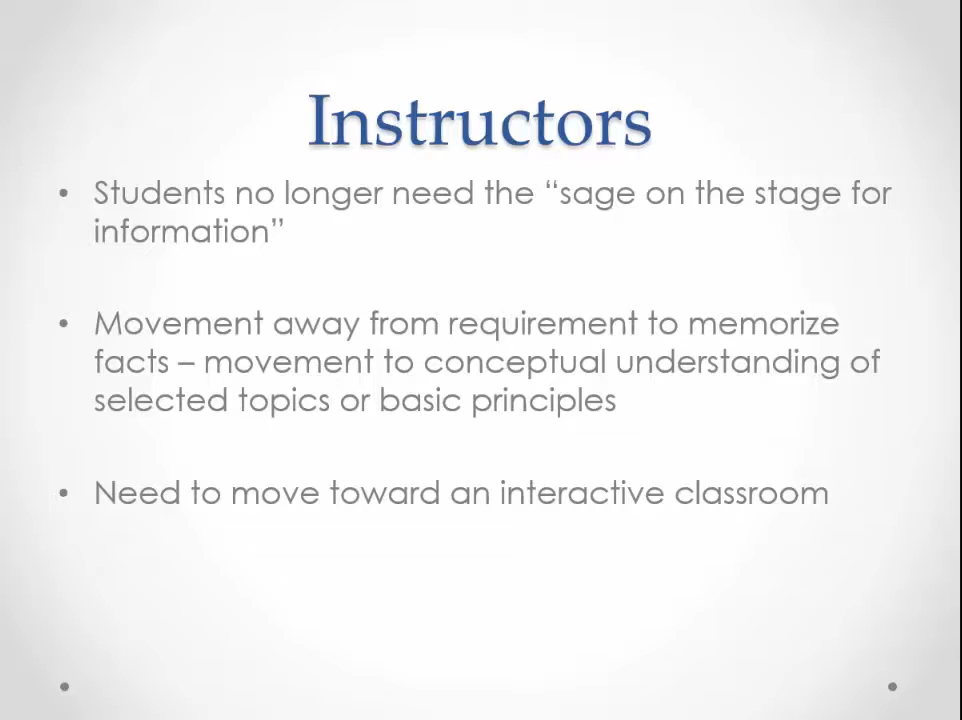 Instructors
• Students no longer need the “sage on the stage for
information”
• Movement away from requirement to memorize
facts – movement to conceptual understanding of
selected topics or basic principles
• Need to move toward an interactive classroom